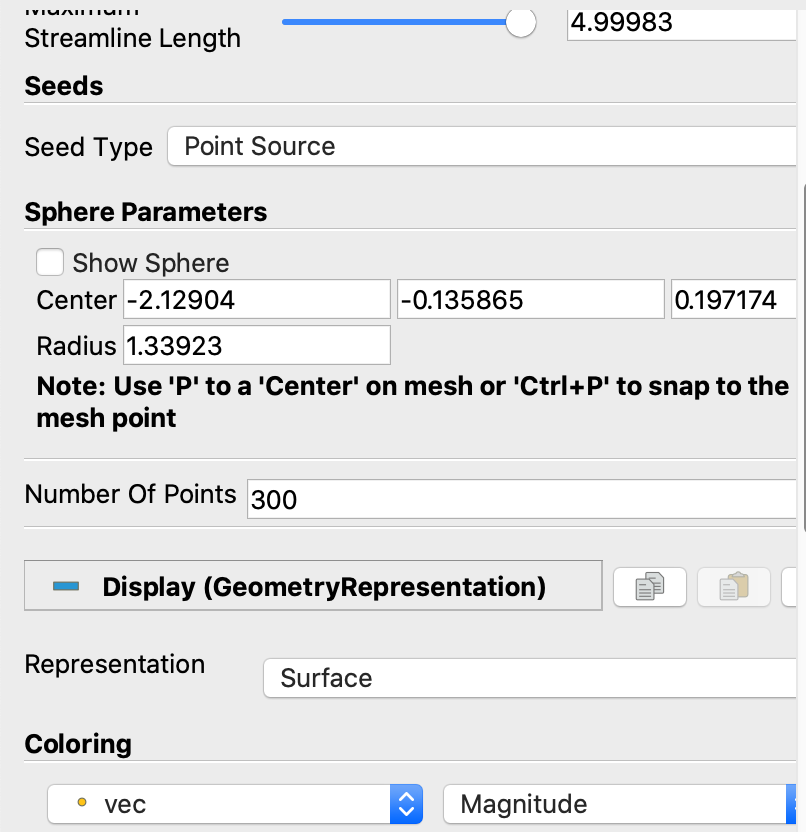 Maximum
Streamline Length 4.99983
Seeds
Seed Type Point Source
Sphere Parameters
Show Sphere
Center -2.12904 -0.135865 0.197174
Radius 1.33923
Note: Use 'P' to a 'Center' on mesh or 'Ctrl+P' to snap to the
mesh point
Number Of Points 300
Display (GeometryRepresentation)
Representation Surface
Coloring
vec Magnitude